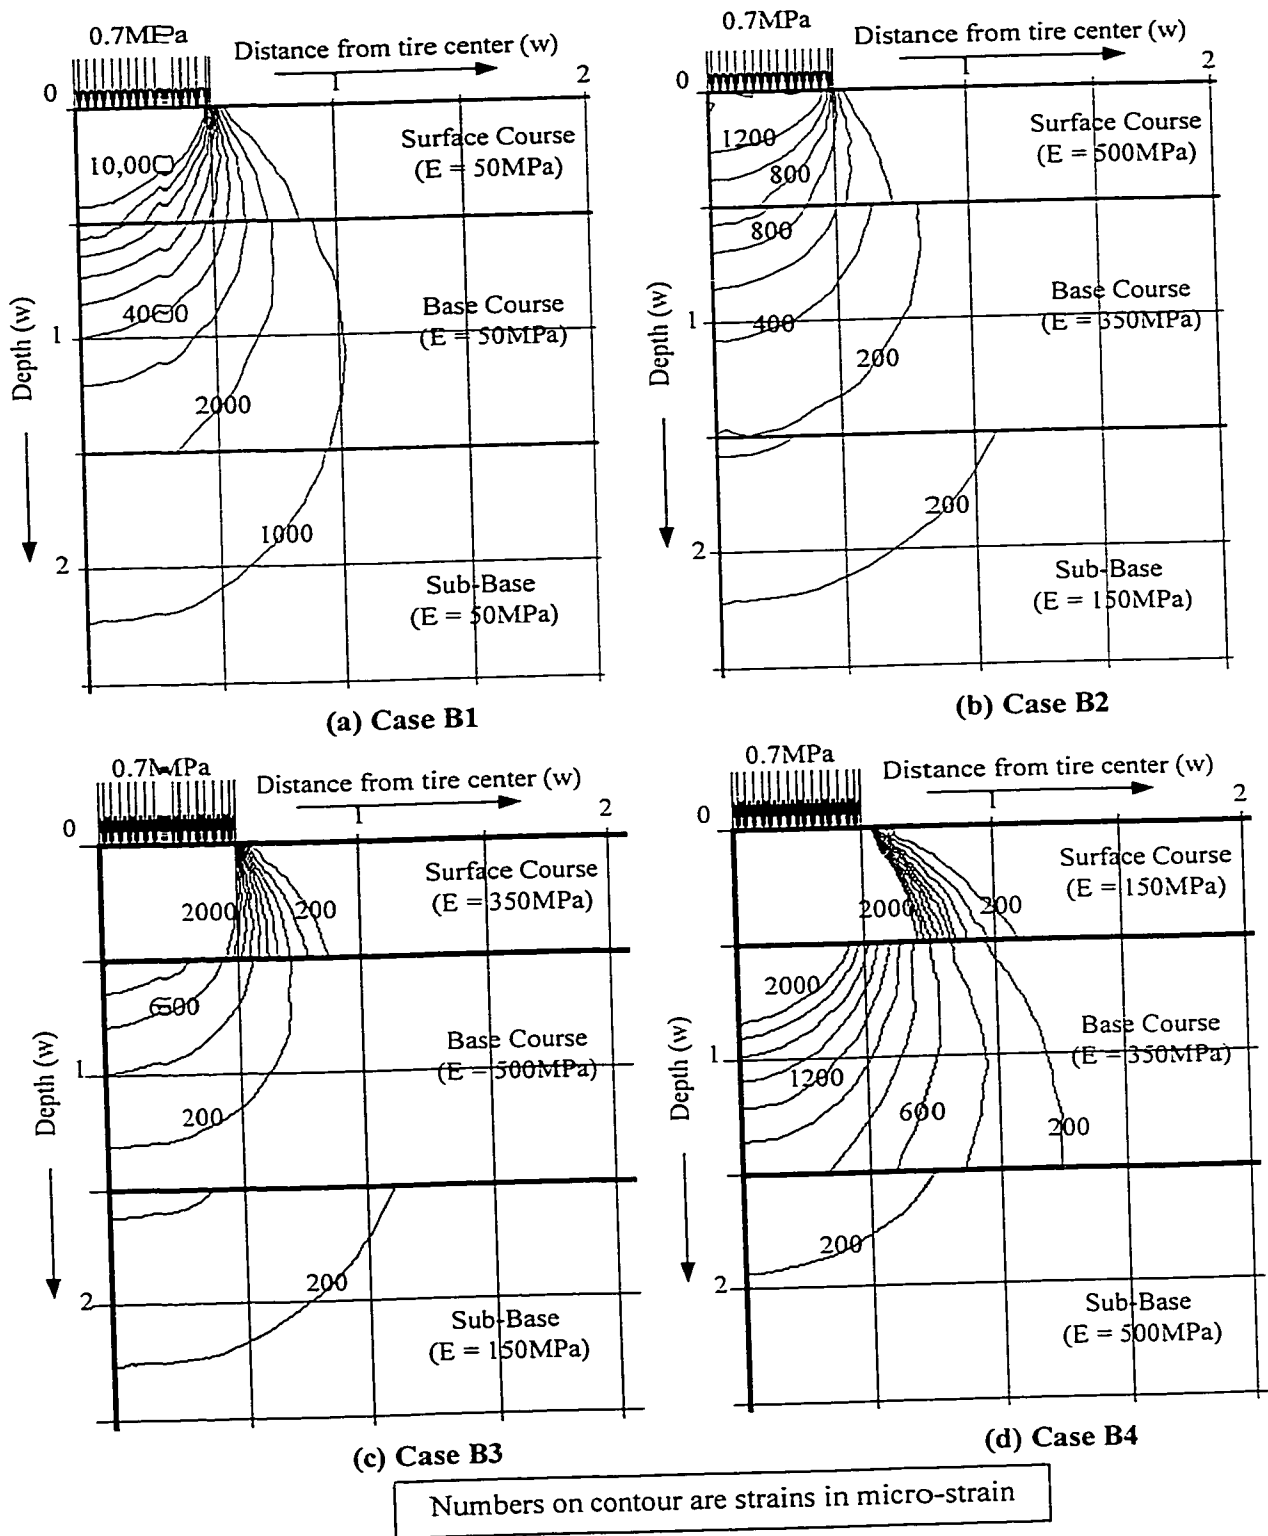 0.7MPa
Distance from tire center (w)
0
1
2
10,000
Surface Course
(E = 50MPa)
Depth (w)
4000
Base Course
(E = 50MPa)
1
2000
1000
2
Sub-Base
(E = 50MPa)
(a) Case B1
0.7MPa
Distance from tire center (w)
0
1
2
1200
Surface Course
(E = 500MPa)
800
800
Depth (w)
Base Course
(E = 350MPa)
1
400
200
200
2
Sub-Base
(E = 150MPa)
(b) Case B2
0.7MPa
Distance from tire center (w)
0
1
2
Surface Course
(E = 350MPa)
2000
200
600
Depth (w)
Base Course
(E = 500MPa)
1
200
200
2
Sub-Base
(E = 150MPa)
(c) Case B3
0.7MPa
Distance from tire center (w)
0
1
2
Surface Course
(E = 150MPa)
2000
200
2000
Depth (w)
Base Course
(E = 350MPa)
1
1200
600
200
200
2
Sub-Base
(E = 500MPa)
(d) Case B4
Numbers on contour are strains in micro-strain